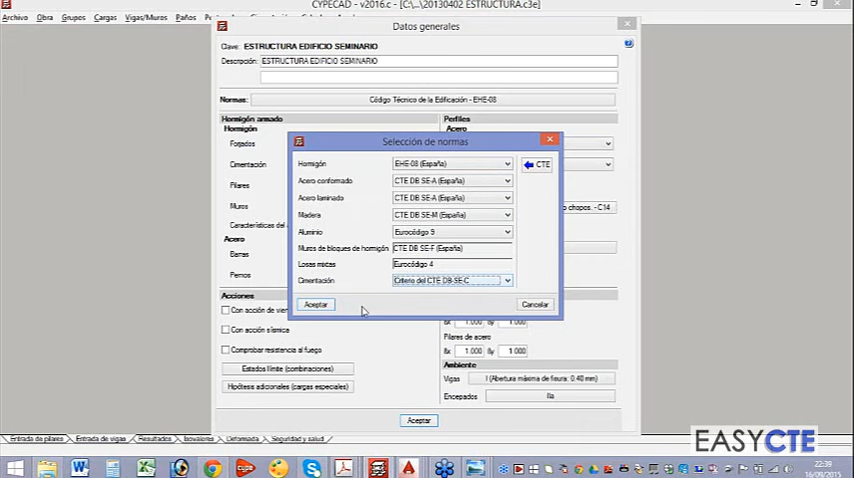 CYPECAD - v2016.c - [C:\...\20130402 ESTRUCTURA.c3e]
Archivo Obra Grupos Cargas Vigas/Muros Paños
Datos generales
Clave: ESTRUCTURA EDIFICIO SEMINARIO
Descripción: ESTRUCTURA EDIFICIO SEMINARIO
Normas: Código Técnico de la Edificación - EHE-08
Hormigón armado Perfiles
Hormigón Acero
Forjados
Cimentación
Pilares
Muros
Características del
Acero
Barras
Pernos
Selección de normas
Hormigón EHE-08 (España) CTE
Acero conformado CTE DB SE-A (España)
Acero laminado CTE DB SE-A (España)
Madera CTE DB SE-M (España)
Aluminio Eurocódigo 9
Muros de bloques de hormigón CTE DB SE-F (España)
Losas mixtas Eurocódigo 4
Cimentación Criterio del CTE DB-SE-C
Aceptar Cancelar
chapas. - C14
Acciones
Con acción de vien
Con acción sísmica
Comprobar resistencia al fuego
Estados límite (combinaciones)
Hipótesis adicionales (cargas especiales)
βx 1.000 βy 1.000
Pilares de acero
βx 1.000 βy 1.000
Ambiente
Vigas I (Abertura máxima de fisura: 0.40 mm)
Encepados IIa
Aceptar
Entrada de pilares Entrada de vigas Resultados Isovalores Deformada Seguridad y salud
EASYCTE
22:39
16/09/2015